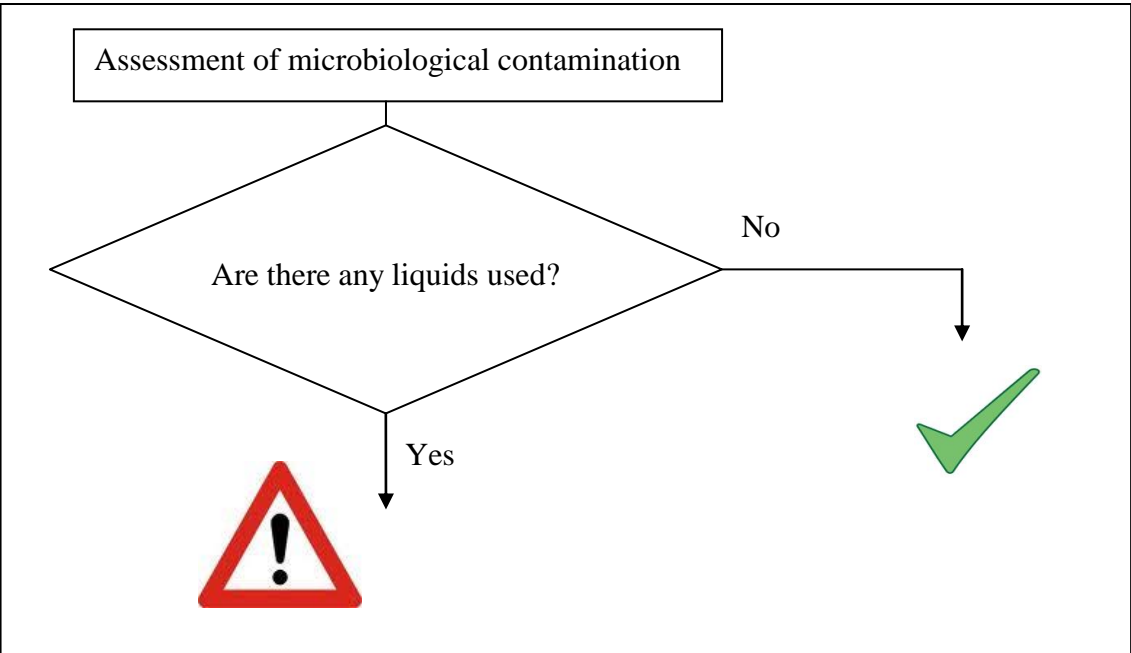 Assessment of microbiological contamination
No
Are there any liquids used?
Yes